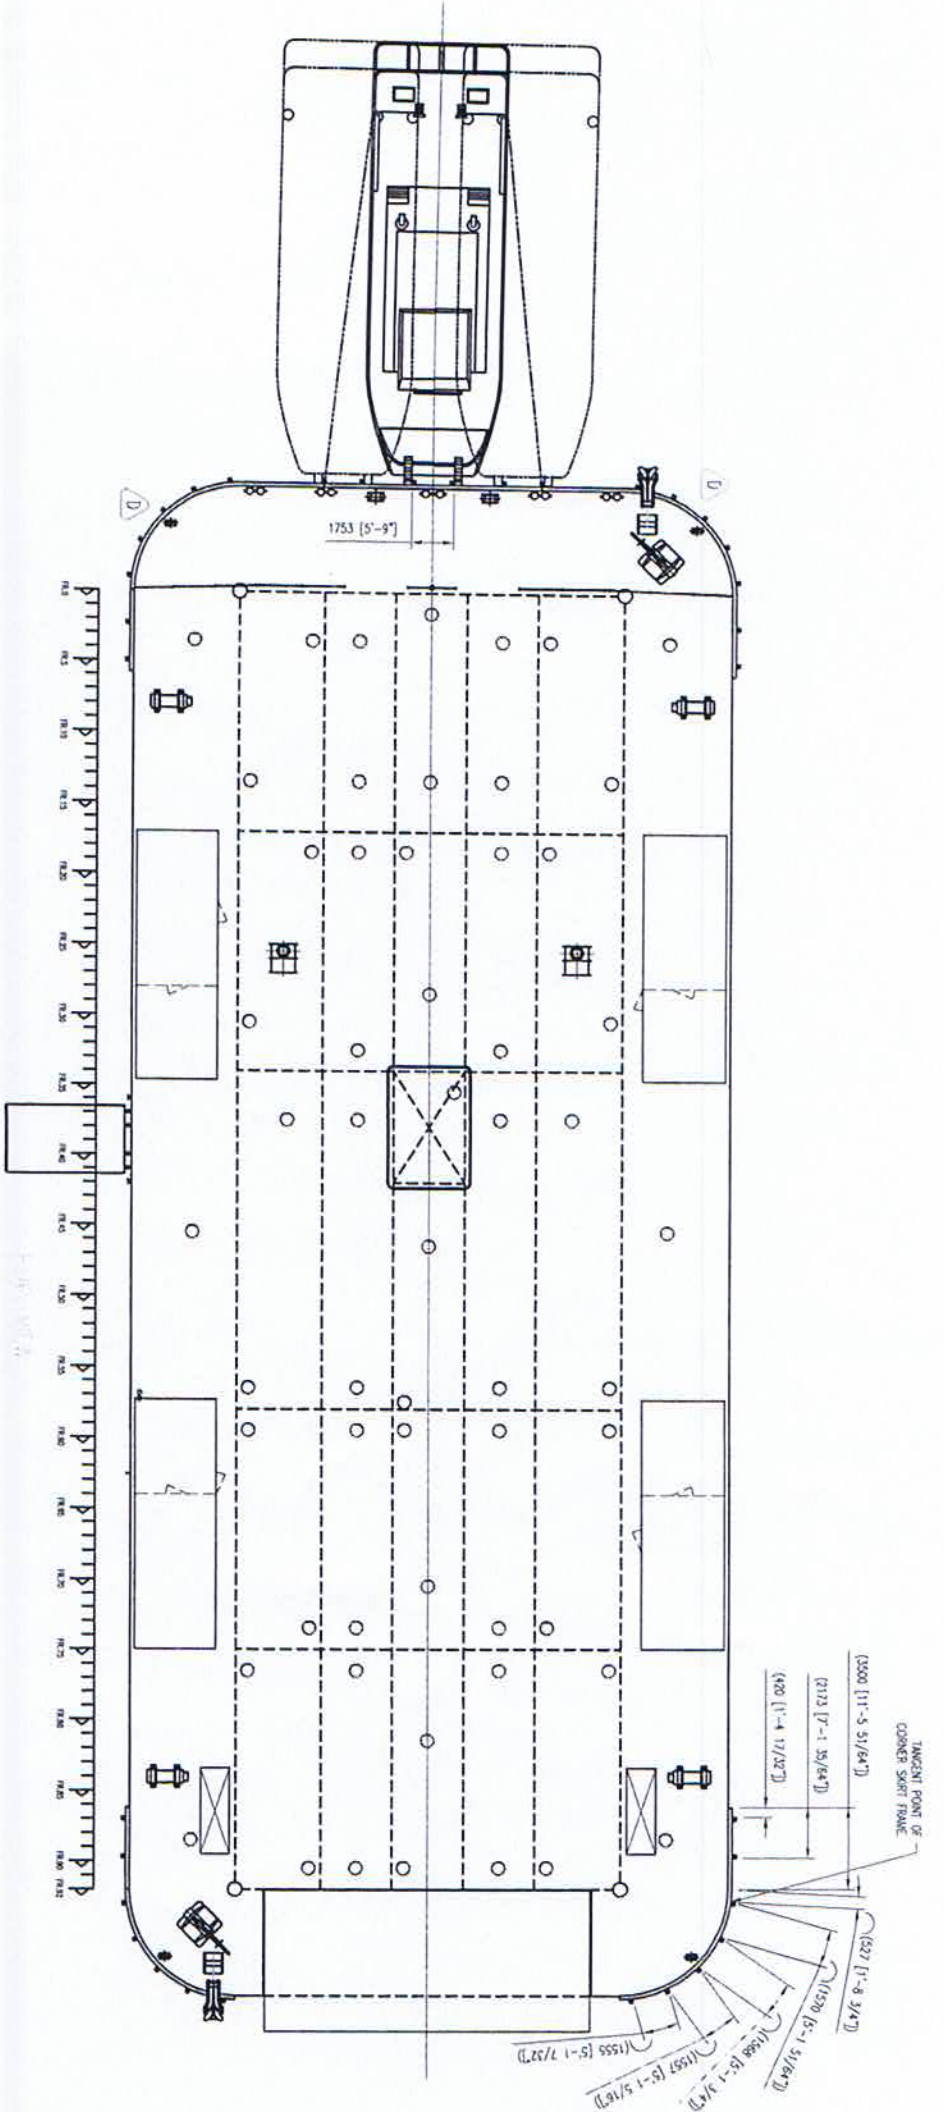 D
D
1753 [5'-9"]
FR.0
FR.5
FR.10
FR.15
FR.20
FR.25
FR.30
FR.35
FR.40
FR.45
FR.50
FR.55
FR.60
FR.65
FR.70
FR.75
FR.80
FR.85
FR.90
FR.92
TANGENT POINT OF
CORNER SKIRT FRAME
(3500 [11'-5 51/64"])
(2173 [7'-1 35/64"])
(420 [1'-4 17/32"])
(527 [1'-8 3/4"])
(1570 [5'-1 51/64"])
(1568 [5'-1 3/4"])
(1557 [5'-1 5/16"])
(1555 [5'-1 7/32"])